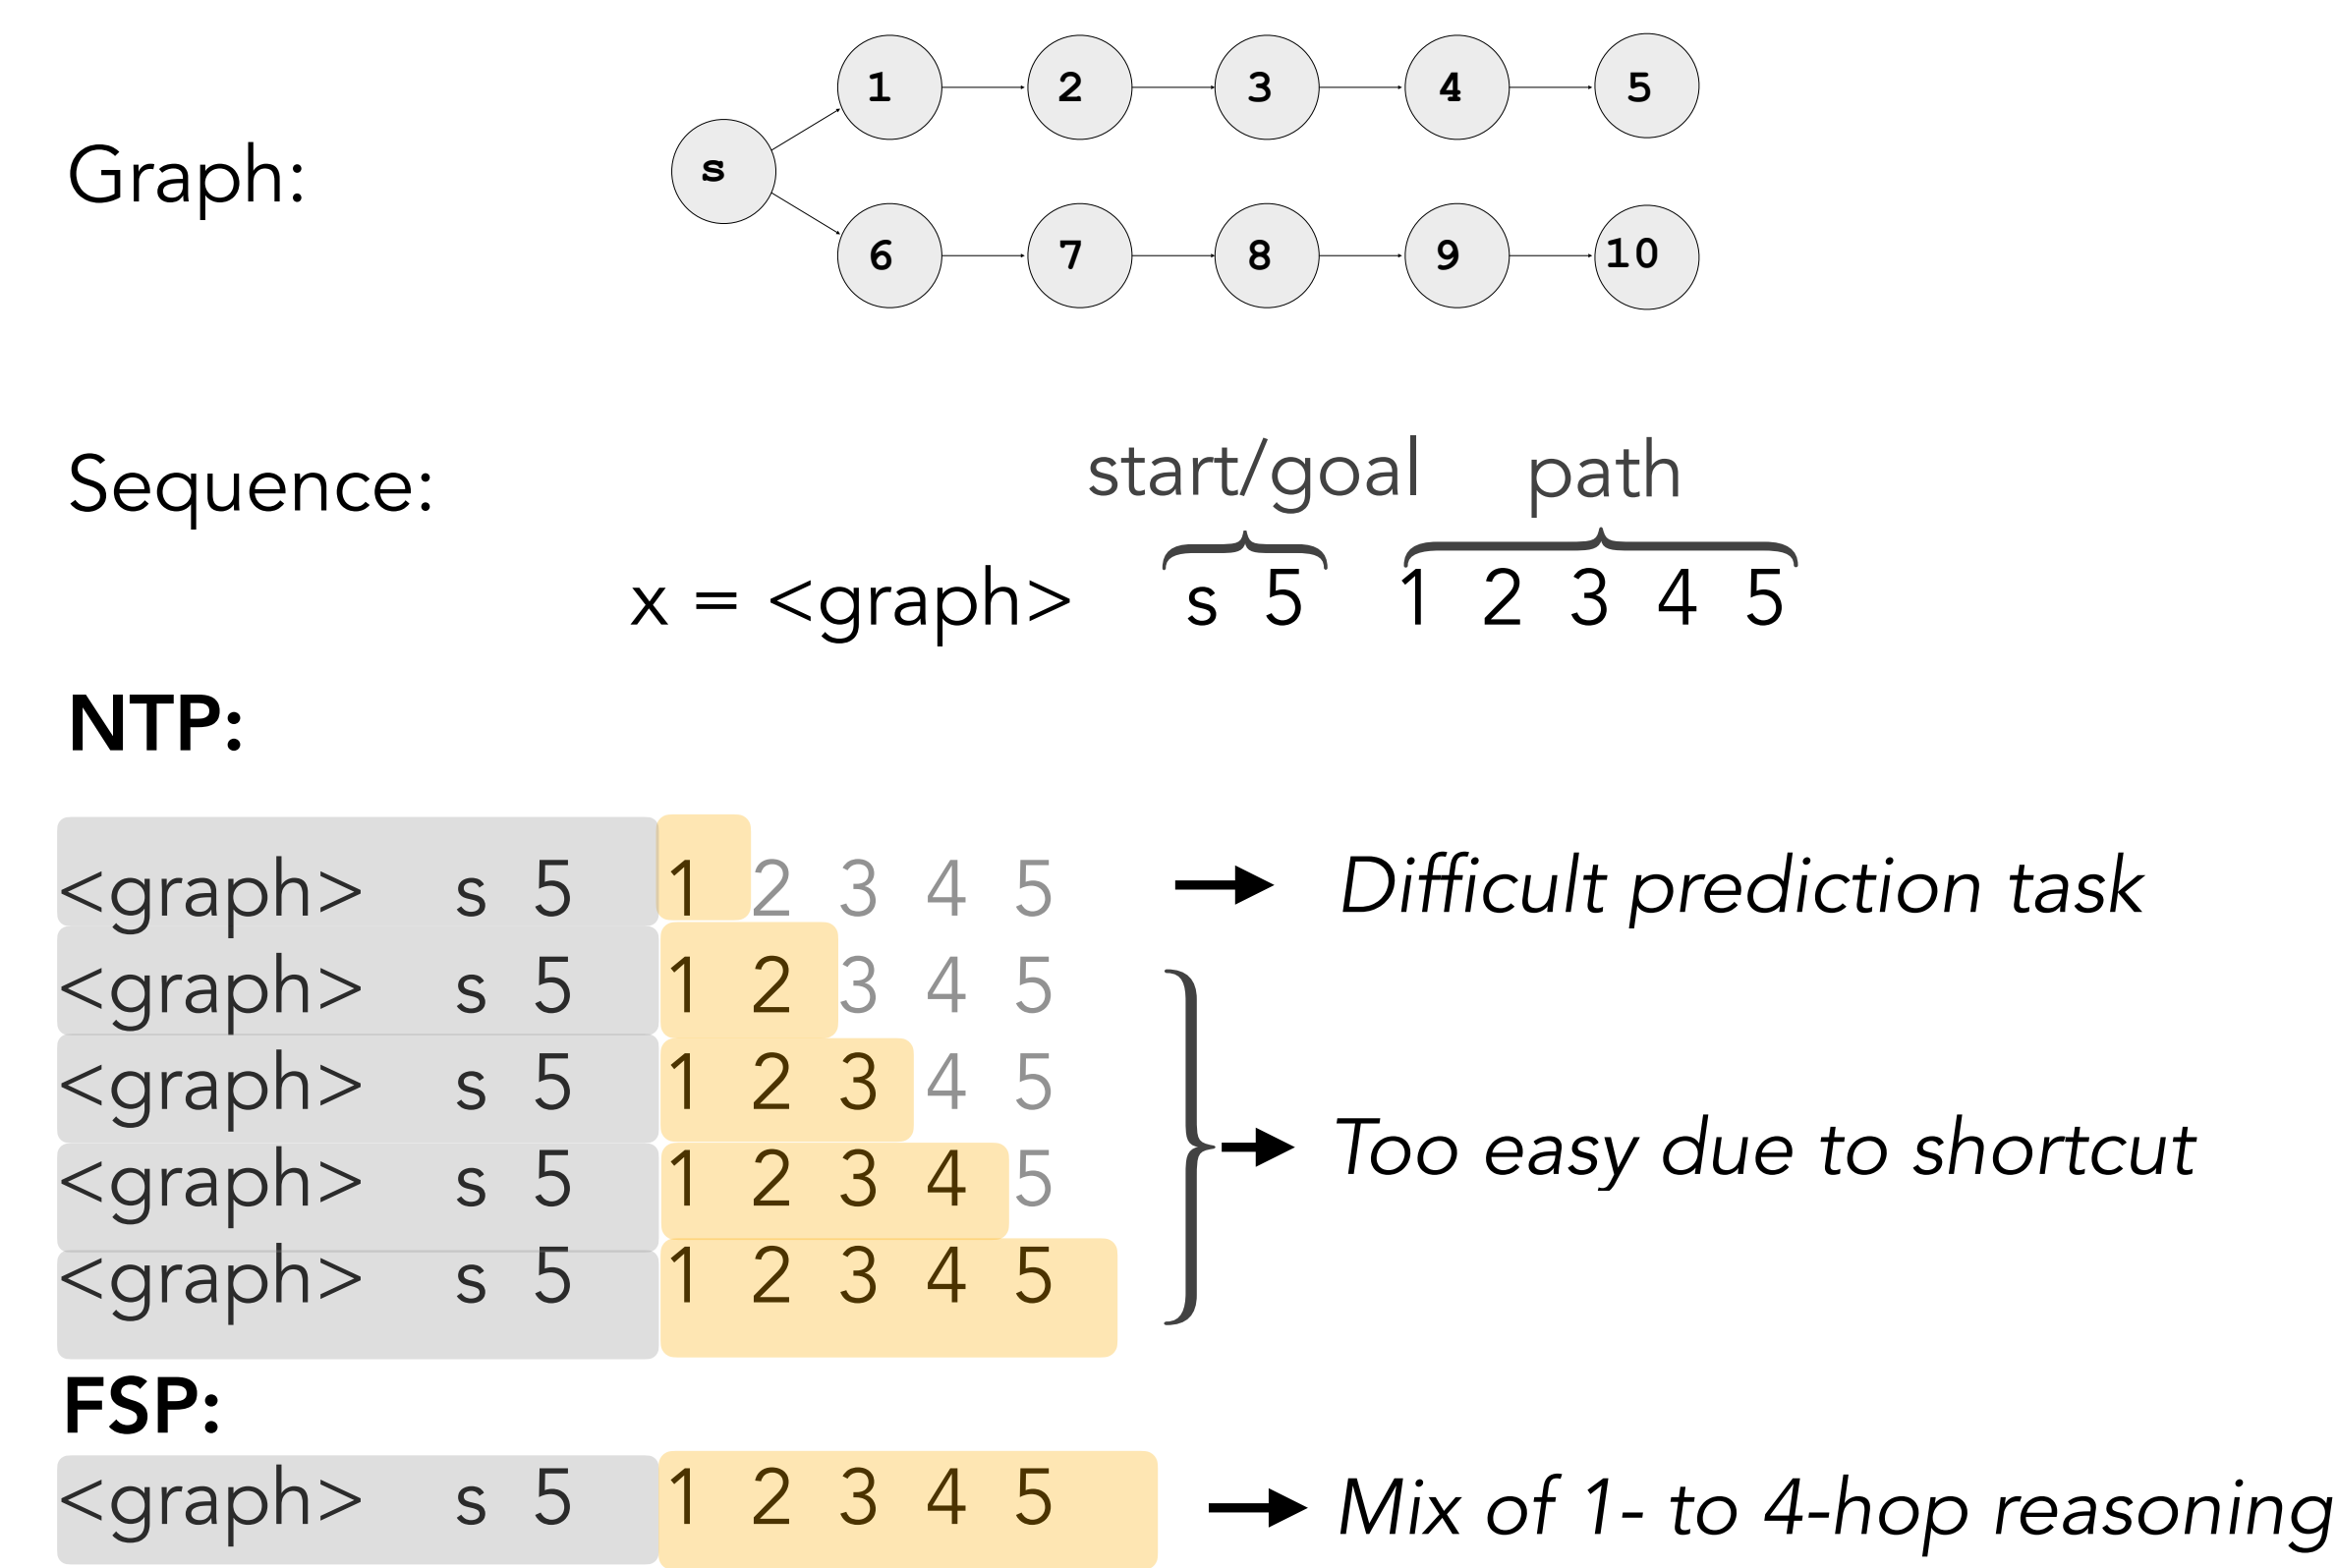 Graph:
s
1 2 3 4 5
6 7 8 9 10
Sequence:
start/goal path
x = <graph> s 5 1 2 3 4 5
NTP:
<graph> s 5 1 2 3 4 5 Difficult prediction task
<graph> s 5 1 2 3 4 5
<graph> s 5 1 2 3 4 5
Too easy due to shortcut
<graph> s 5 1 2 3 4 5
<graph> s 5 1 2 3 4 5
FSP:
<graph> s 5 1 2 3 4 5 Mix of 1- to 4-hop reasoning